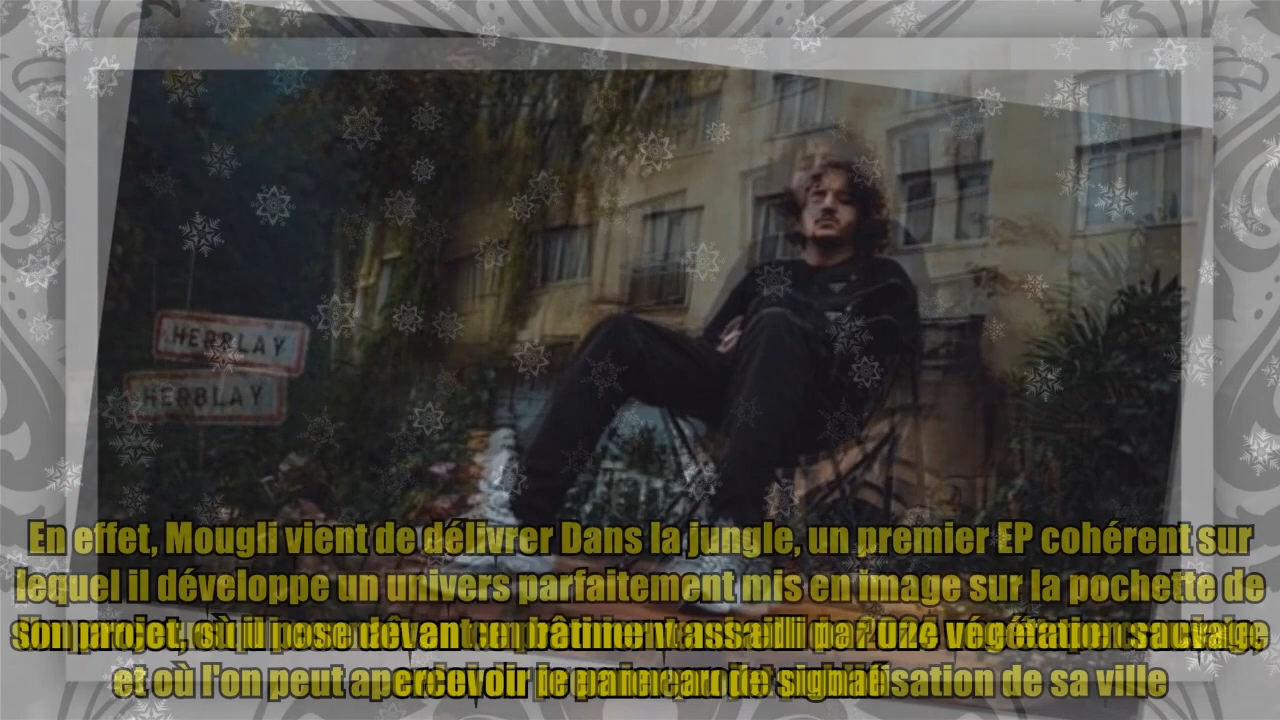 HERBLAY
HERBLAY
En effet, Mougli vient de délivrer Dans la jungle, un premier EP cohérent sur
lequel il développe un univers parfaitement mis en image sur la pochette de
son projet, où il pose devant un bâtiment assailli par une végétation sauvage,
et où l'on peut apercevoir le panneau de signalisation de sa ville